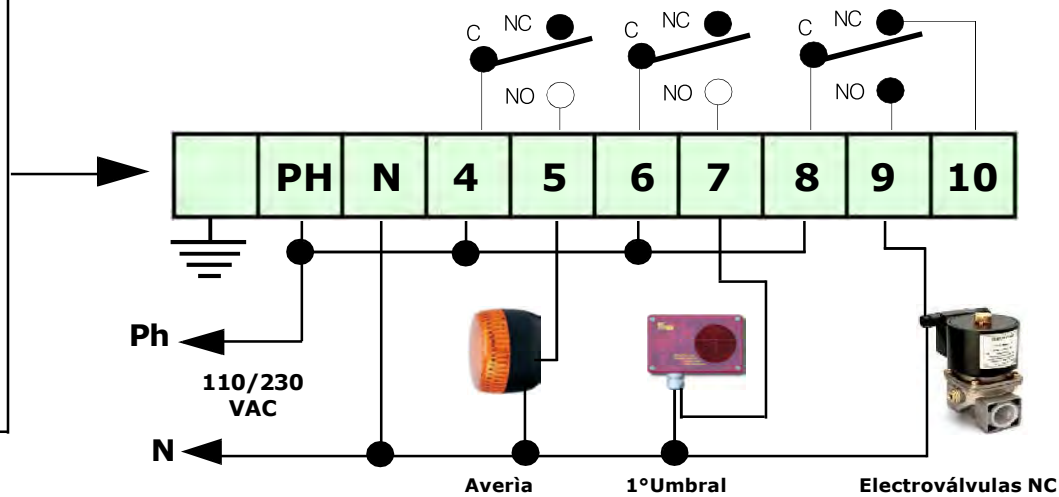 C NC C NC C NC
NO NO NO
PH N 4 5 6 7 8 9 10
Ph
110/230
VAC
N
Averìa 1°Umbral Electroválvulas NC